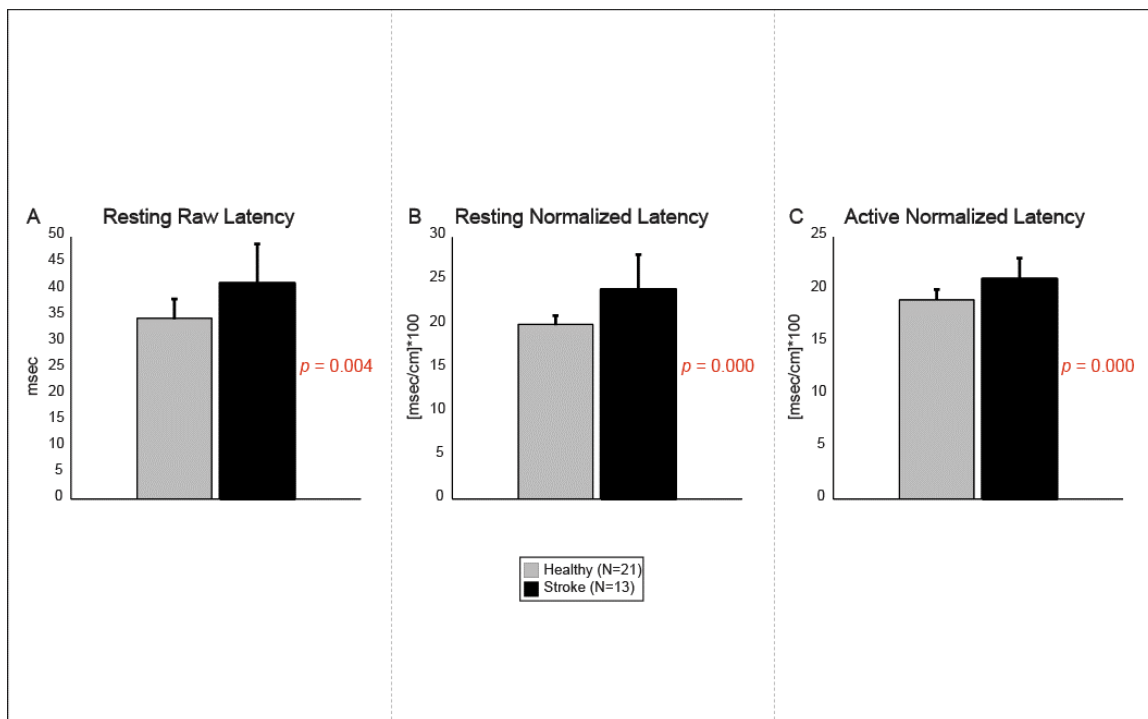 A Resting Raw Latency
50
45
40
35
30
25
20
15
10
5
0
msec
p = 0.004
B Resting Normalized Latency
30
25
20
15
10
5
0
[msec/cm]*100
p = 0.000
C Active Normalized Latency
25
20
15
10
5
0
[msec/cm]*100
p = 0.000
Healthy (N=21)
Stroke (N=13)